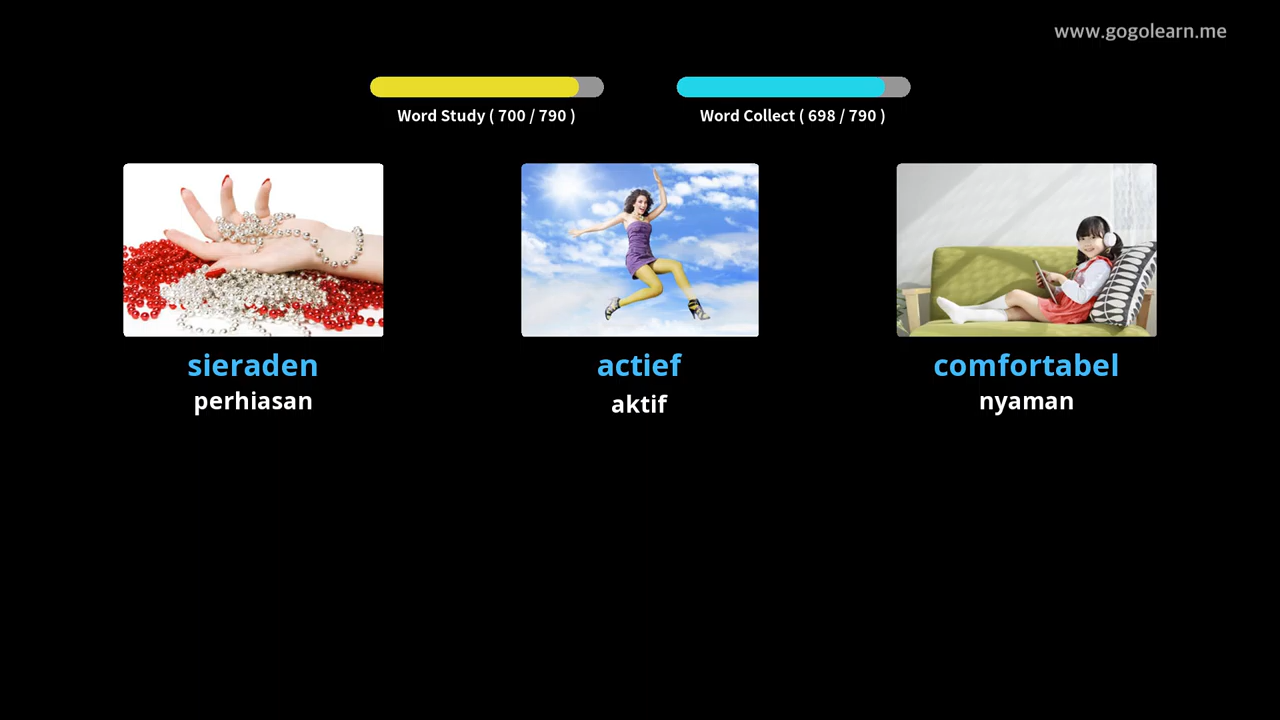 www.gogolearn.me
Word Study ( 700 / 790 )
Word Collect ( 698 / 790 )
sieraden
perhiasan
actief
aktif
comfortabel
nyaman